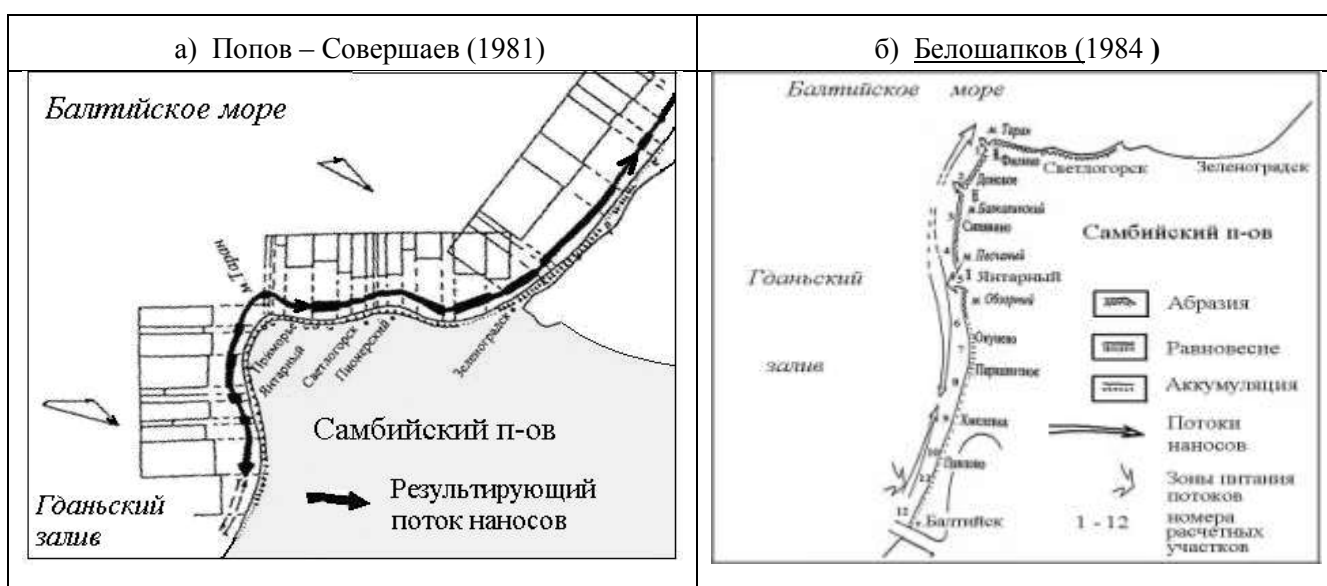 а) Попов – Совершаев (1981)
б) Белошапков (1984 )
Балтийское море
м. Таран
Приморье
Янтарный
Светлогорск
Пионерский
Зеленоградск
Самбийский п-ов
Гданьский
залив
Результирующий
поток наносов
Балтийское море
м. Таран
Филино
Светлогорск
Зеленоградск
Донское
м. Бакалинский
Синявино
Самбийский п-ов
м. Песчаный
Янтарный
Гданьский
м. Обзорный
Абразия
Окунево
Равновесие
залив
Аккумуляция
Потоки
наносов
Хмелевка
Павлово
Зоны питания
потоков
Балтийск
1 - 12
номера
расчетных
участков